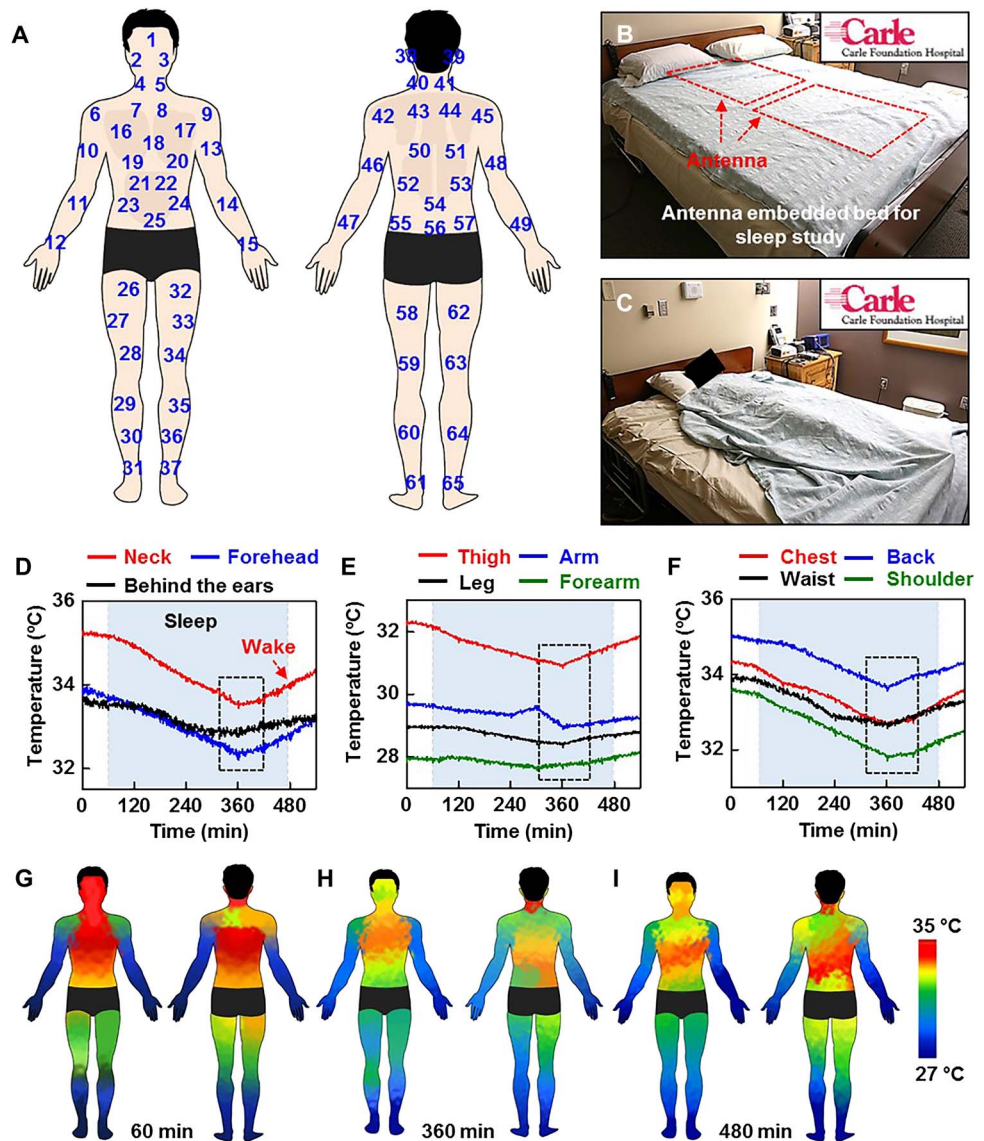 A
1
2 3
4 5
6 7 8 9
16 17
18
10 13
19 20
21 22
11 23 24 14
25
12 15
26 32
27 33
28 34
29 35
30 36
31 37
38 39
40 41
42 43 44 45
50 51
46 48
52 53
54
47 55 56 57 49
58 62
59 63
60 64
61 65
B
Carle
Carle Foundation Hospital
Antenna
Antenna embedded bed for
sleep study
C
Carle
Carle Foundation Hospital
D
Neck Forehead
Behind the ears
Temperature (ºC)
36
34
32
Sleep
Wake
0 120 240 360 480
Time (min)
E
Thigh Arm
Leg Forearm
Temperature (ºC)
32
30
28
0 120 240 360 480
Time (min)
F
Chest Back
Waist Shoulder
Temperature (ºC)
36
34
32
0 120 240 360 480
Time (min)
G
60 min
H
360 min
I
480 min
35 ºC
27 ºC